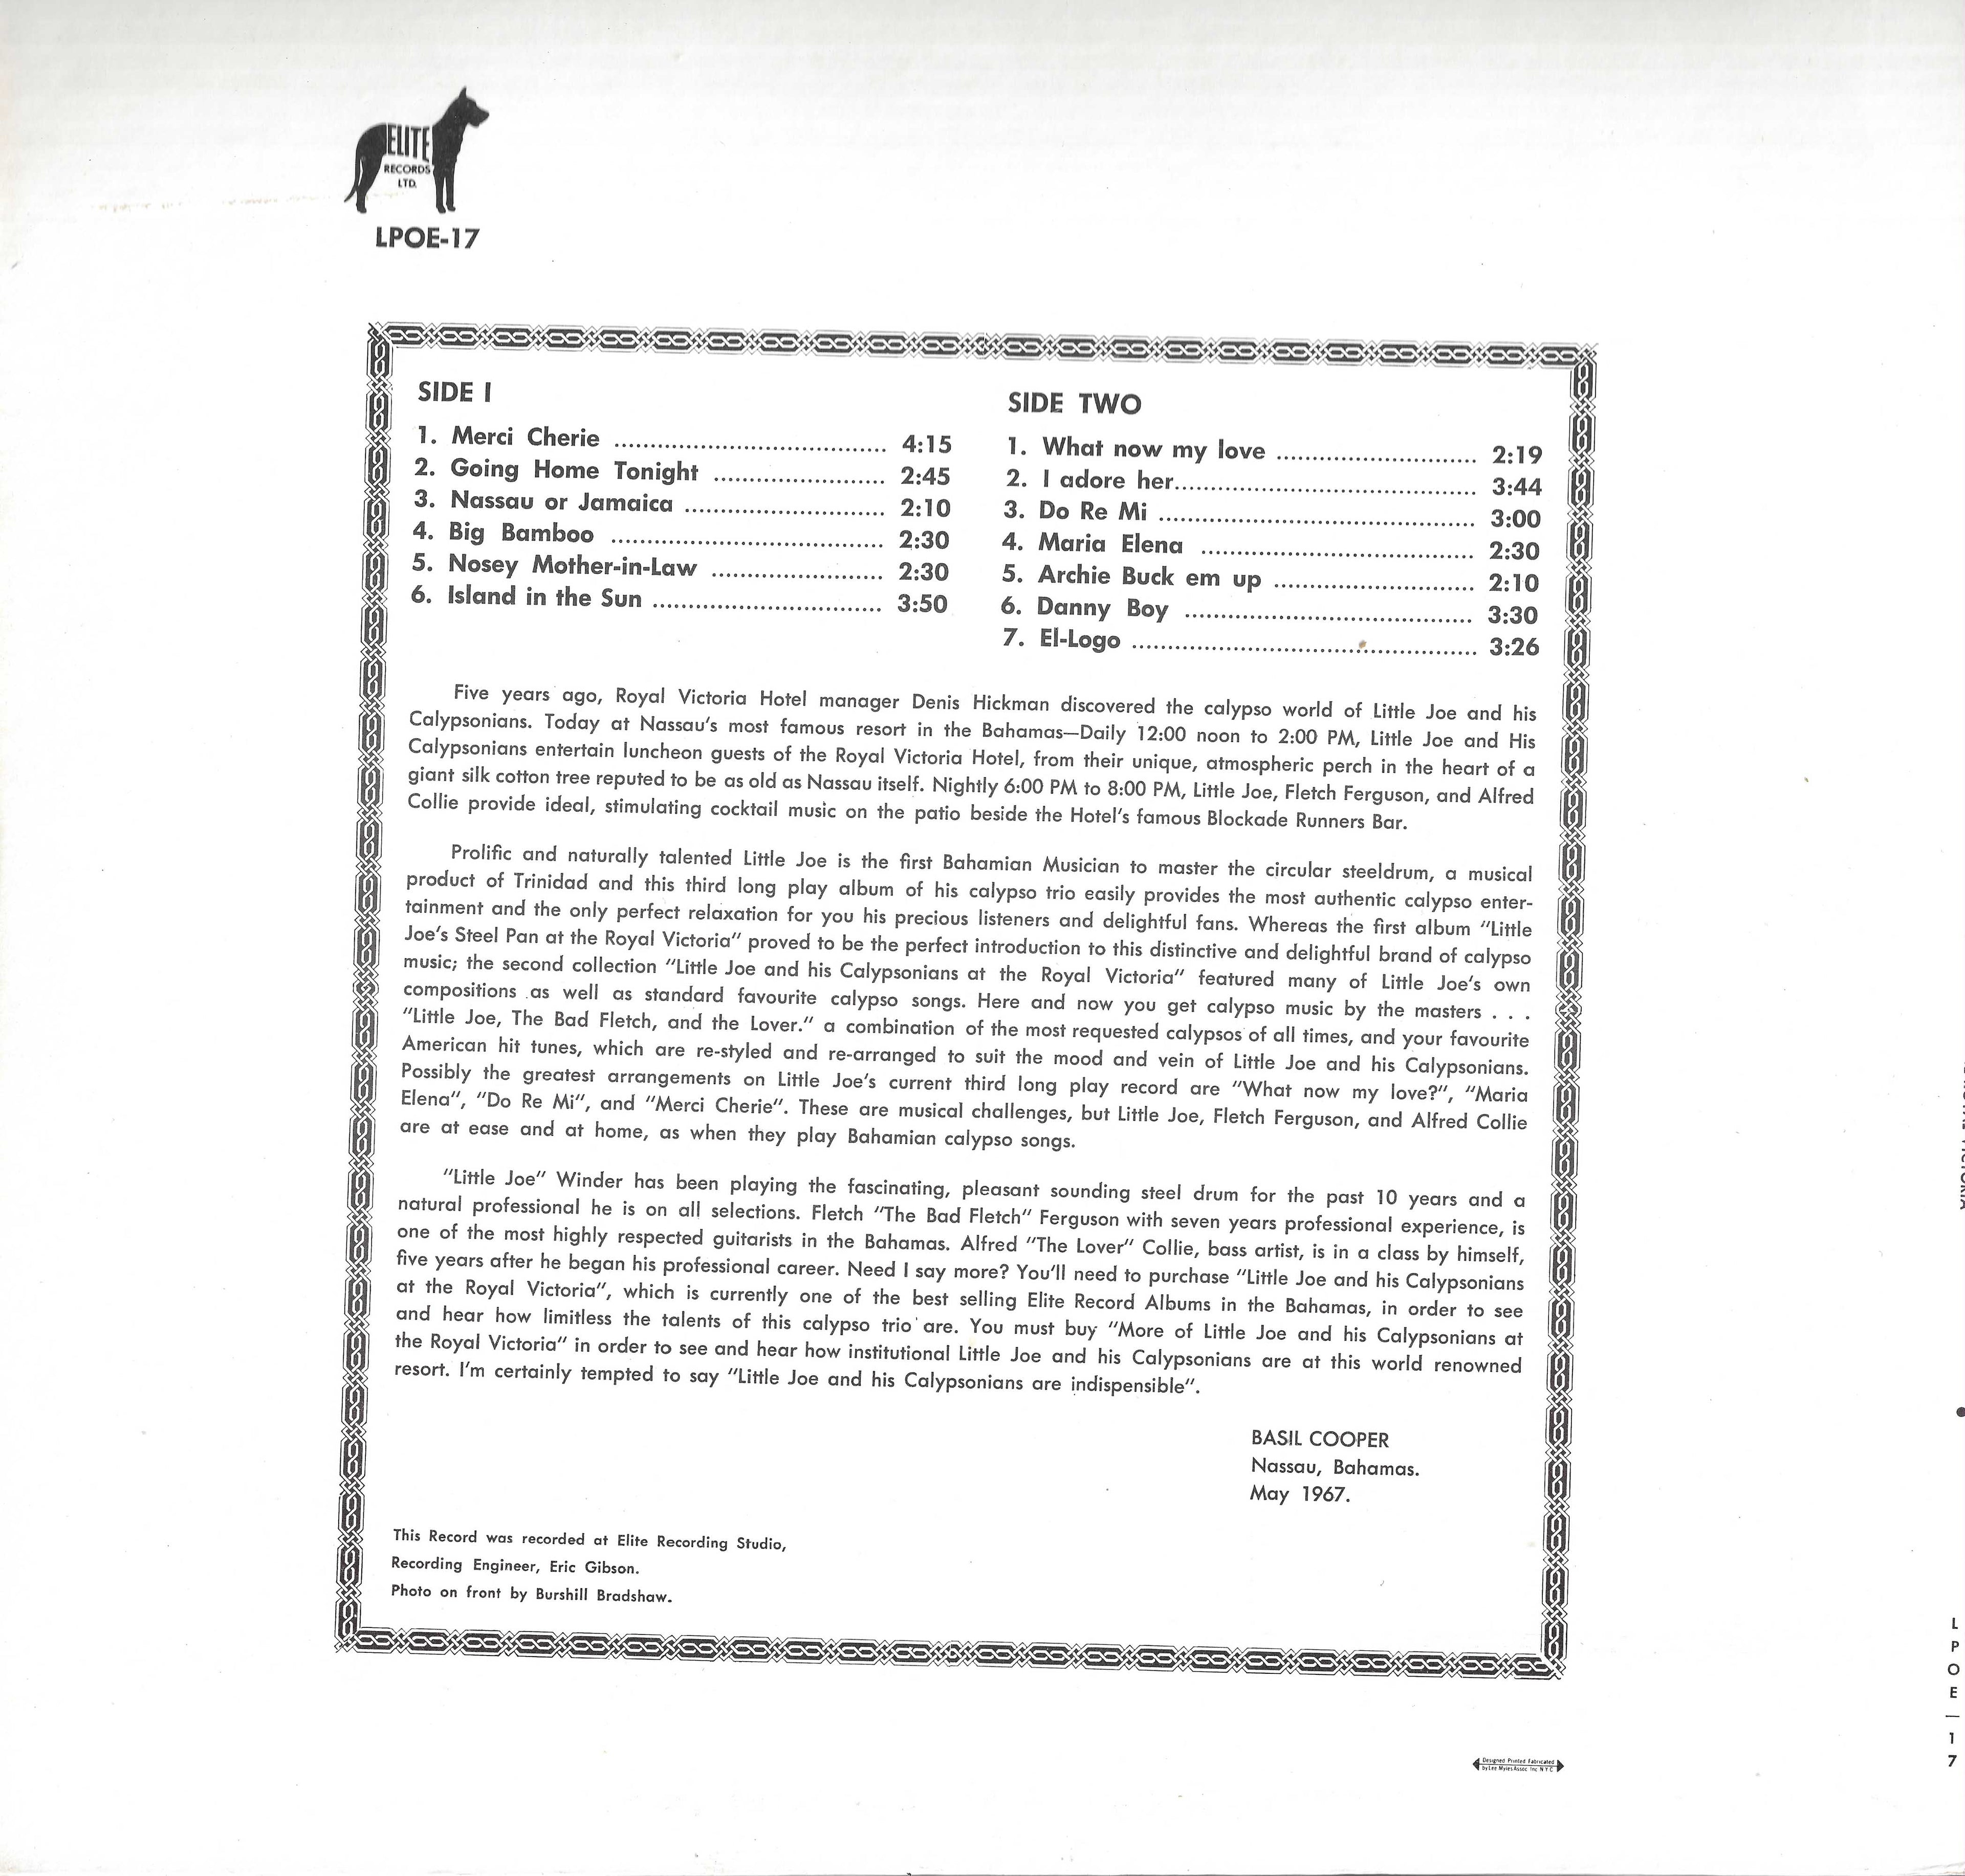 ELITE
RECORDS
LTD.
LPOE-17
SIDE I
1. Merci Cherie ..................................... 4:15
2. Going Home Tonight ....................... 2:45
3. Nassau or Jamaica ........................... 2:10
4. Big Bamboo ..................................... 2:30
5. Nosey Mother-in-Law ........................ 2:30
6. Island in the Sun ................................ 3:50
SIDE TWO
1. What now my love ............................ 2:19
2. I adore her.......................................... 3:44
3. Do Re Mi ............................................ 3:00
4. Maria Elena ...................................... 2:30
5. Archie Buck em up ............................ 2:10
6. Danny Boy ........................................ 3:30
7. El-Logo ................................................ 3:26
Five years ago, Royal Victoria Hotel manager Denis Hickman discovered the calypso world of Little Joe and his
Calypsonians. Today at Nassau's most famous resort in the Bahamas—Daily 12:00 noon to 2:00 PM, Little Joe and His
Calypsonians entertain luncheon guests of the Royal Victoria Hotel, from their unique, atmospheric perch in the heart of a
giant silk cotton tree reputed to be as old as Nassau itself. Nightly 6:00 PM to 8:00 PM, Little Joe, Fletch Ferguson, and Alfred
Collie provide ideal, stimulating cocktail music on the patio beside the Hotel's famous Blockade Runners Bar.
Prolific and naturally talented Little Joe is the first Bahamian Musician to master the circular steeldrum, a musical
product of Trinidad and this third long play album of his calypso trio easily provides the most authentic calypso enter-
tainment and the only perfect relaxation for you his precious listeners and delightful fans. Whereas the first album "Little
Joe's Steel Pan at the Royal Victoria" proved to be the perfect introduction to this distinctive and delightful brand of calypso
music; the second collection "Little Joe and his Calypsonians at the Royal Victoria" featured many of Little Joe's own
compositions as well as standard favourite calypso songs. Here and now you get calypso music by the masters . . .
"Little Joe, The Bad Fletch, and the Lover." a combination of the most requested calypsos of all times, and your favourite
American hit tunes, which are re-styled and re-arranged to suit the mood and vein of Little Joe and his Calypsonians.
Possibly the greatest arrangements on Little Joe's current third long play record are "What now my love?", "Maria
Elena", "Do Re Mi", and "Merci Cherie". These are musical challenges, but Little Joe, Fletch Ferguson, and Alfred Collie
are at ease and at home, as when they play Bahamian calypso songs.
"Little Joe" Winder has been playing the fascinating, pleasant sounding steel drum for the past 10 years and a
natural professional he is on all selections. Fletch "The Bad Fletch" Ferguson with seven years professional experience, is
one of the most highly respected guitarists in the Bahamas. Alfred "The Lover" Collie, bass artist, is in a class by himself,
five years after he began his professional career. Need I say more? You'll need to purchase "Little Joe and his Calypsonians
at the Royal Victoria", which is currently one of the best selling Elite Record Albums in the Bahamas, in order to see
and hear how limitless the talents of this calypso trio are. You must buy "More of Little Joe and his Calypsonians at
the Royal Victoria" in order to see and hear how institutional Little Joe and his Calypsonians are at this world renowned
resort. I'm certainly tempted to say "Little Joe and his Calypsonians are indispensible".
BASIL COOPER
Nassau, Bahamas.
May 1967.
This Record was recorded at Elite Recording Studio,
Recording Engineer, Eric Gibson.
Photo on front by Burshill Bradshaw.
Designed Printed Fabricated
by Lee Myles Assoc Inc N Y C
LPOE—17